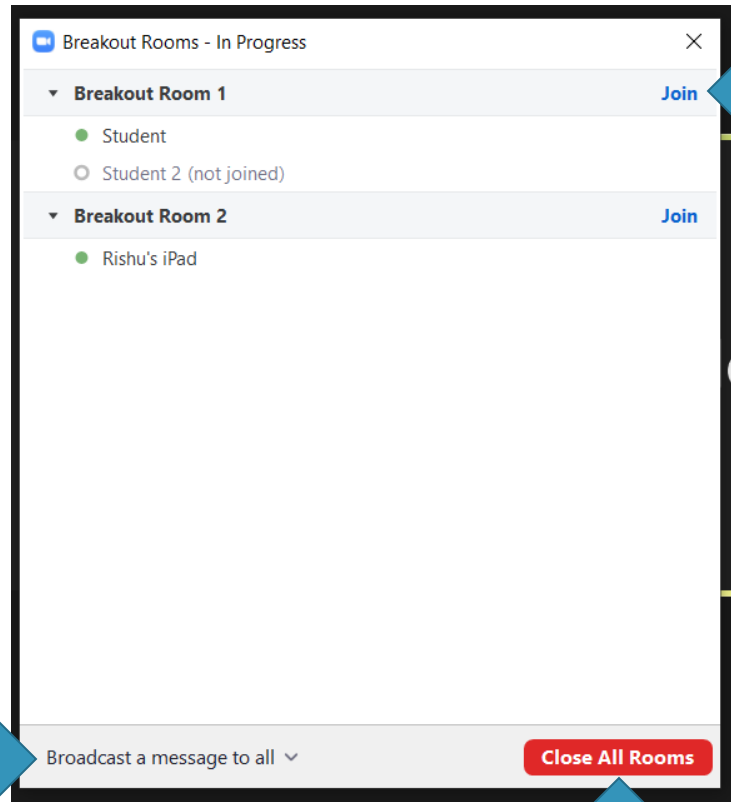 Breakout Rooms - In Progress
Breakout Room 1 Join
Student
Student 2 (not joined)
Breakout Room 2 Join
Rishu's iPad
Broadcast a message to all Close All Rooms